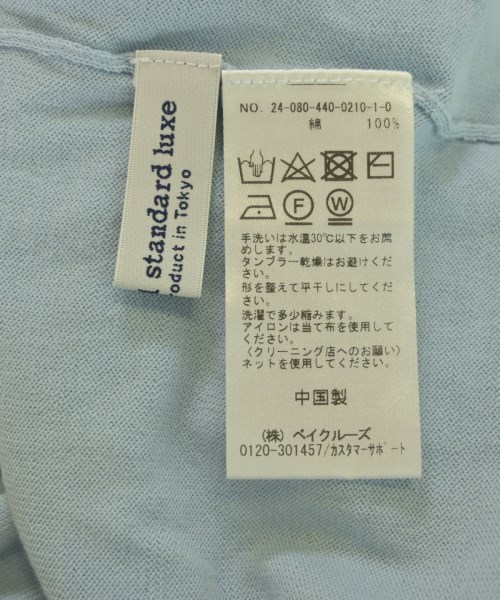 l standard luxe
Product in Tokyo
NO. 24-080-440-0210-1-0
綿 100%
F
W
手洗いは水温30℃以下をお薦
めします。
タンブラー乾燥はお避けくだ
さい。
形を整えて平干しにしてくだ
さい。
洗濯で多少縮みます。
アイロンは当て布を使用して
ください。
〈クリーニング店へのお願い〉
ネットを使用してください。
中国製
(株) ベイクルーズ
0120-301457/カスタマーサポート